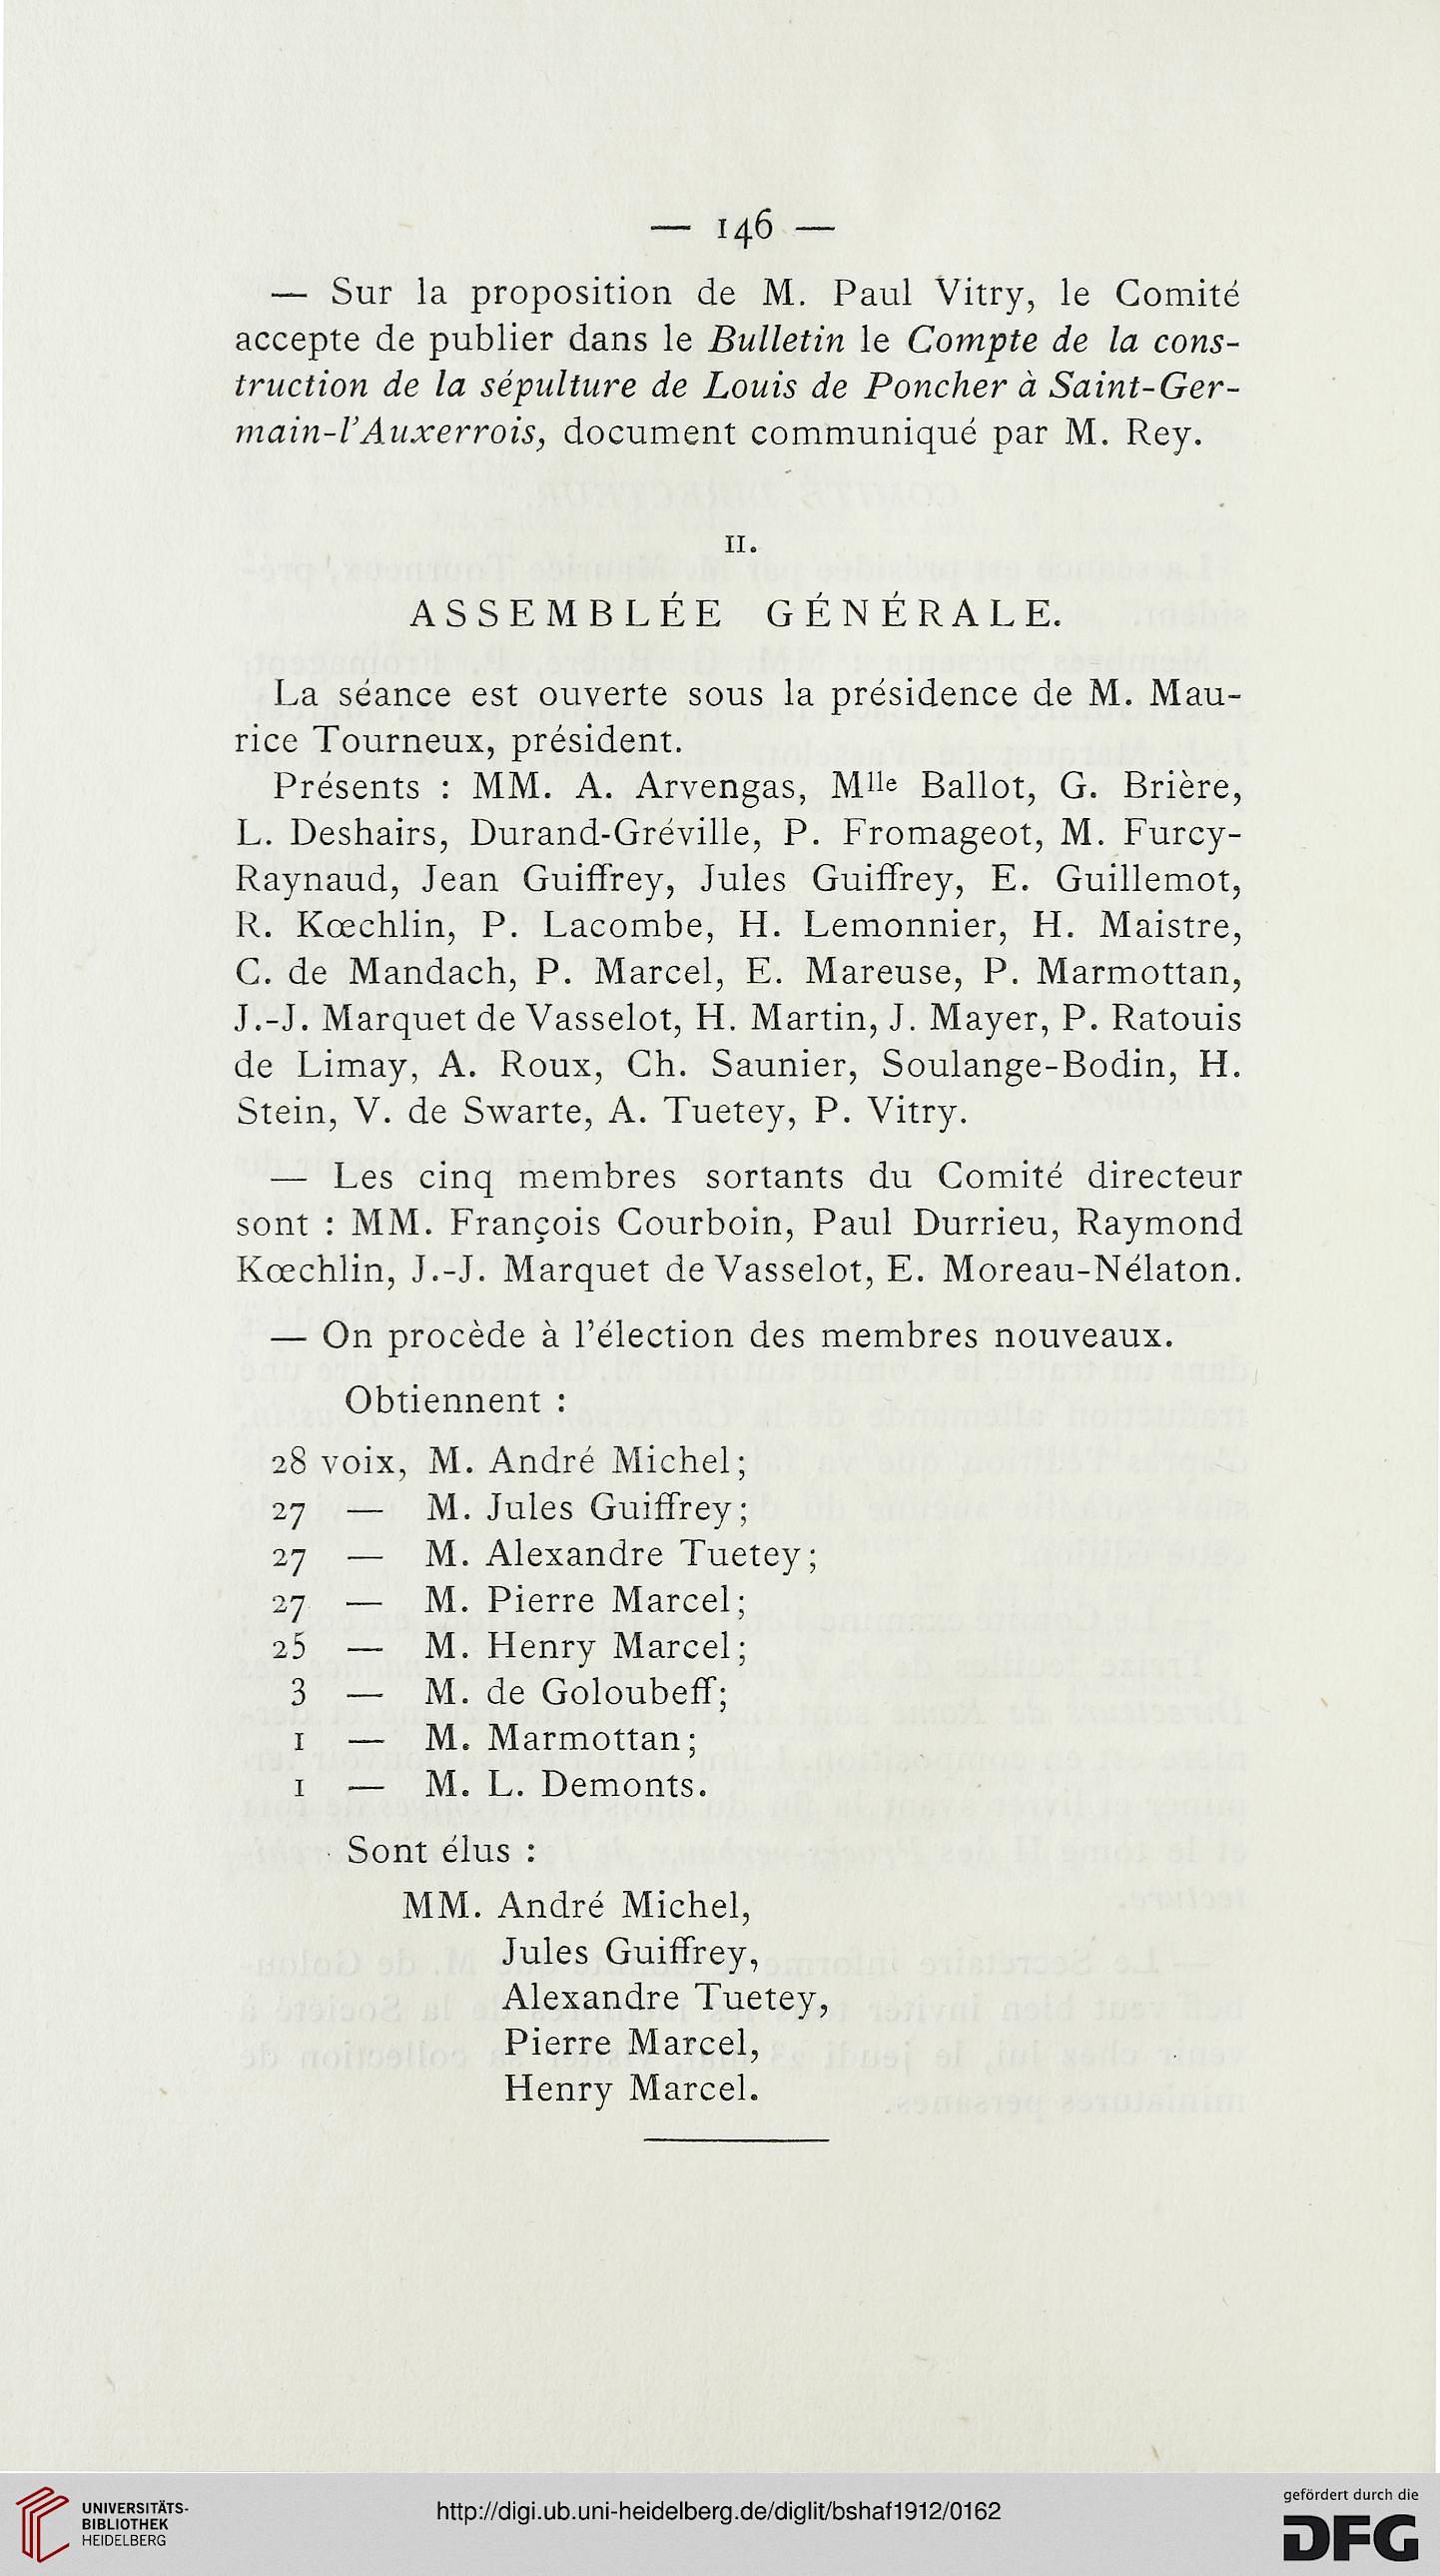 — 146 —
— Sur la proposition de M. Paul Vitry, le Comité
accepte de publier dans le Bulletin le Compte de la cons-
truction de la sépulture de Louis de Poncher à Saint-Ger-
main-l'Auxerrois, document communiqué par M. Rey.
II.
ASSEMBLÉE GÉNÉRALE.
La séance est ouverte sous la présidence de M. Mau-
rice Tourneux, président.
Présents : MM. A. Arvengas, Mlle Ballot, G. Brière,
L. Deshairs, Durand-Gréville, P. Fromageot, M. Furcy-
Raynaud, Jean Guiffrey, Jules Guiffrey, E. Guillemot,
R. Kœchlin, P. Lacombe, H. Lemonnier, H. Maistre,
C. de Mandach, P. Marcel, E. Mareuse, P. Marmottan,
J.-J. Marquet de Vasselot, H. Martin, J. Mayer, P. Ratouis
de Limay, A. Roux, Ch. Saunier, Soulange-Bodin, H.
Stein, V. de Swarte, A. Tuetey, P. Vitry.
— Les cinq membres sortants du Comité directeur
sont : MM. François Courboin, Paul Durrieu, Raymond
Kœchlin, J.-J. Marquet de Vasselot, E. Moreau-Nélaton.
— On procède à l'élection des membres nouveaux.
Obtiennent :
28 voix, M. André Michel;
27 — M. Jules Guiffrey;
27 — M. Alexandre Tuetey;
27 — M. Pierre Marcel;
25 — M. Henry Marcel;
3 — M. de Goloubeff;
1 — M. Marmottan;
1 — M. L. Demonts.
Sont élus :
MM. André Michel,
Jules Guiffrey,
Alexandre Tuetey,
Pierre Marcel,
Henry Marcel.
UNIVERSITÄTS-
BIBLIOTHEK
HEIDELBERG
http://digi.ub.uni-heidelberg.de/diglit/bshaf1912/0162
gefördert durch die
DFG